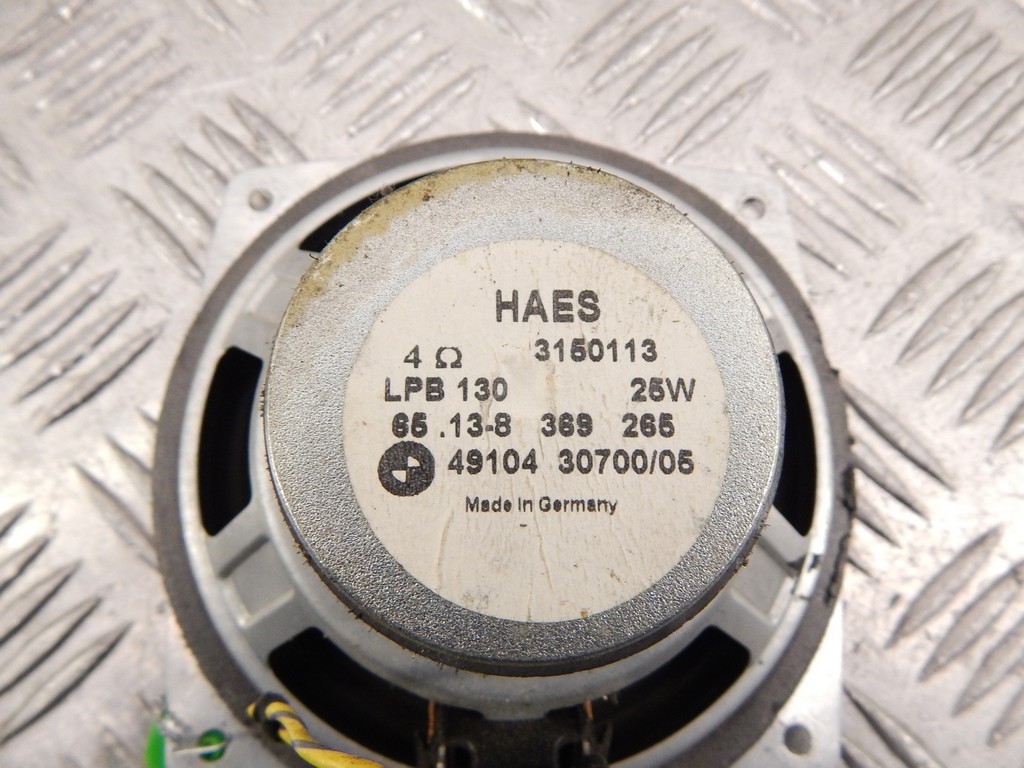 HAES
4 Ω 3150113
LPB 130 25W
65 .13-8 369 265
49104 30700/05
Made in Germany